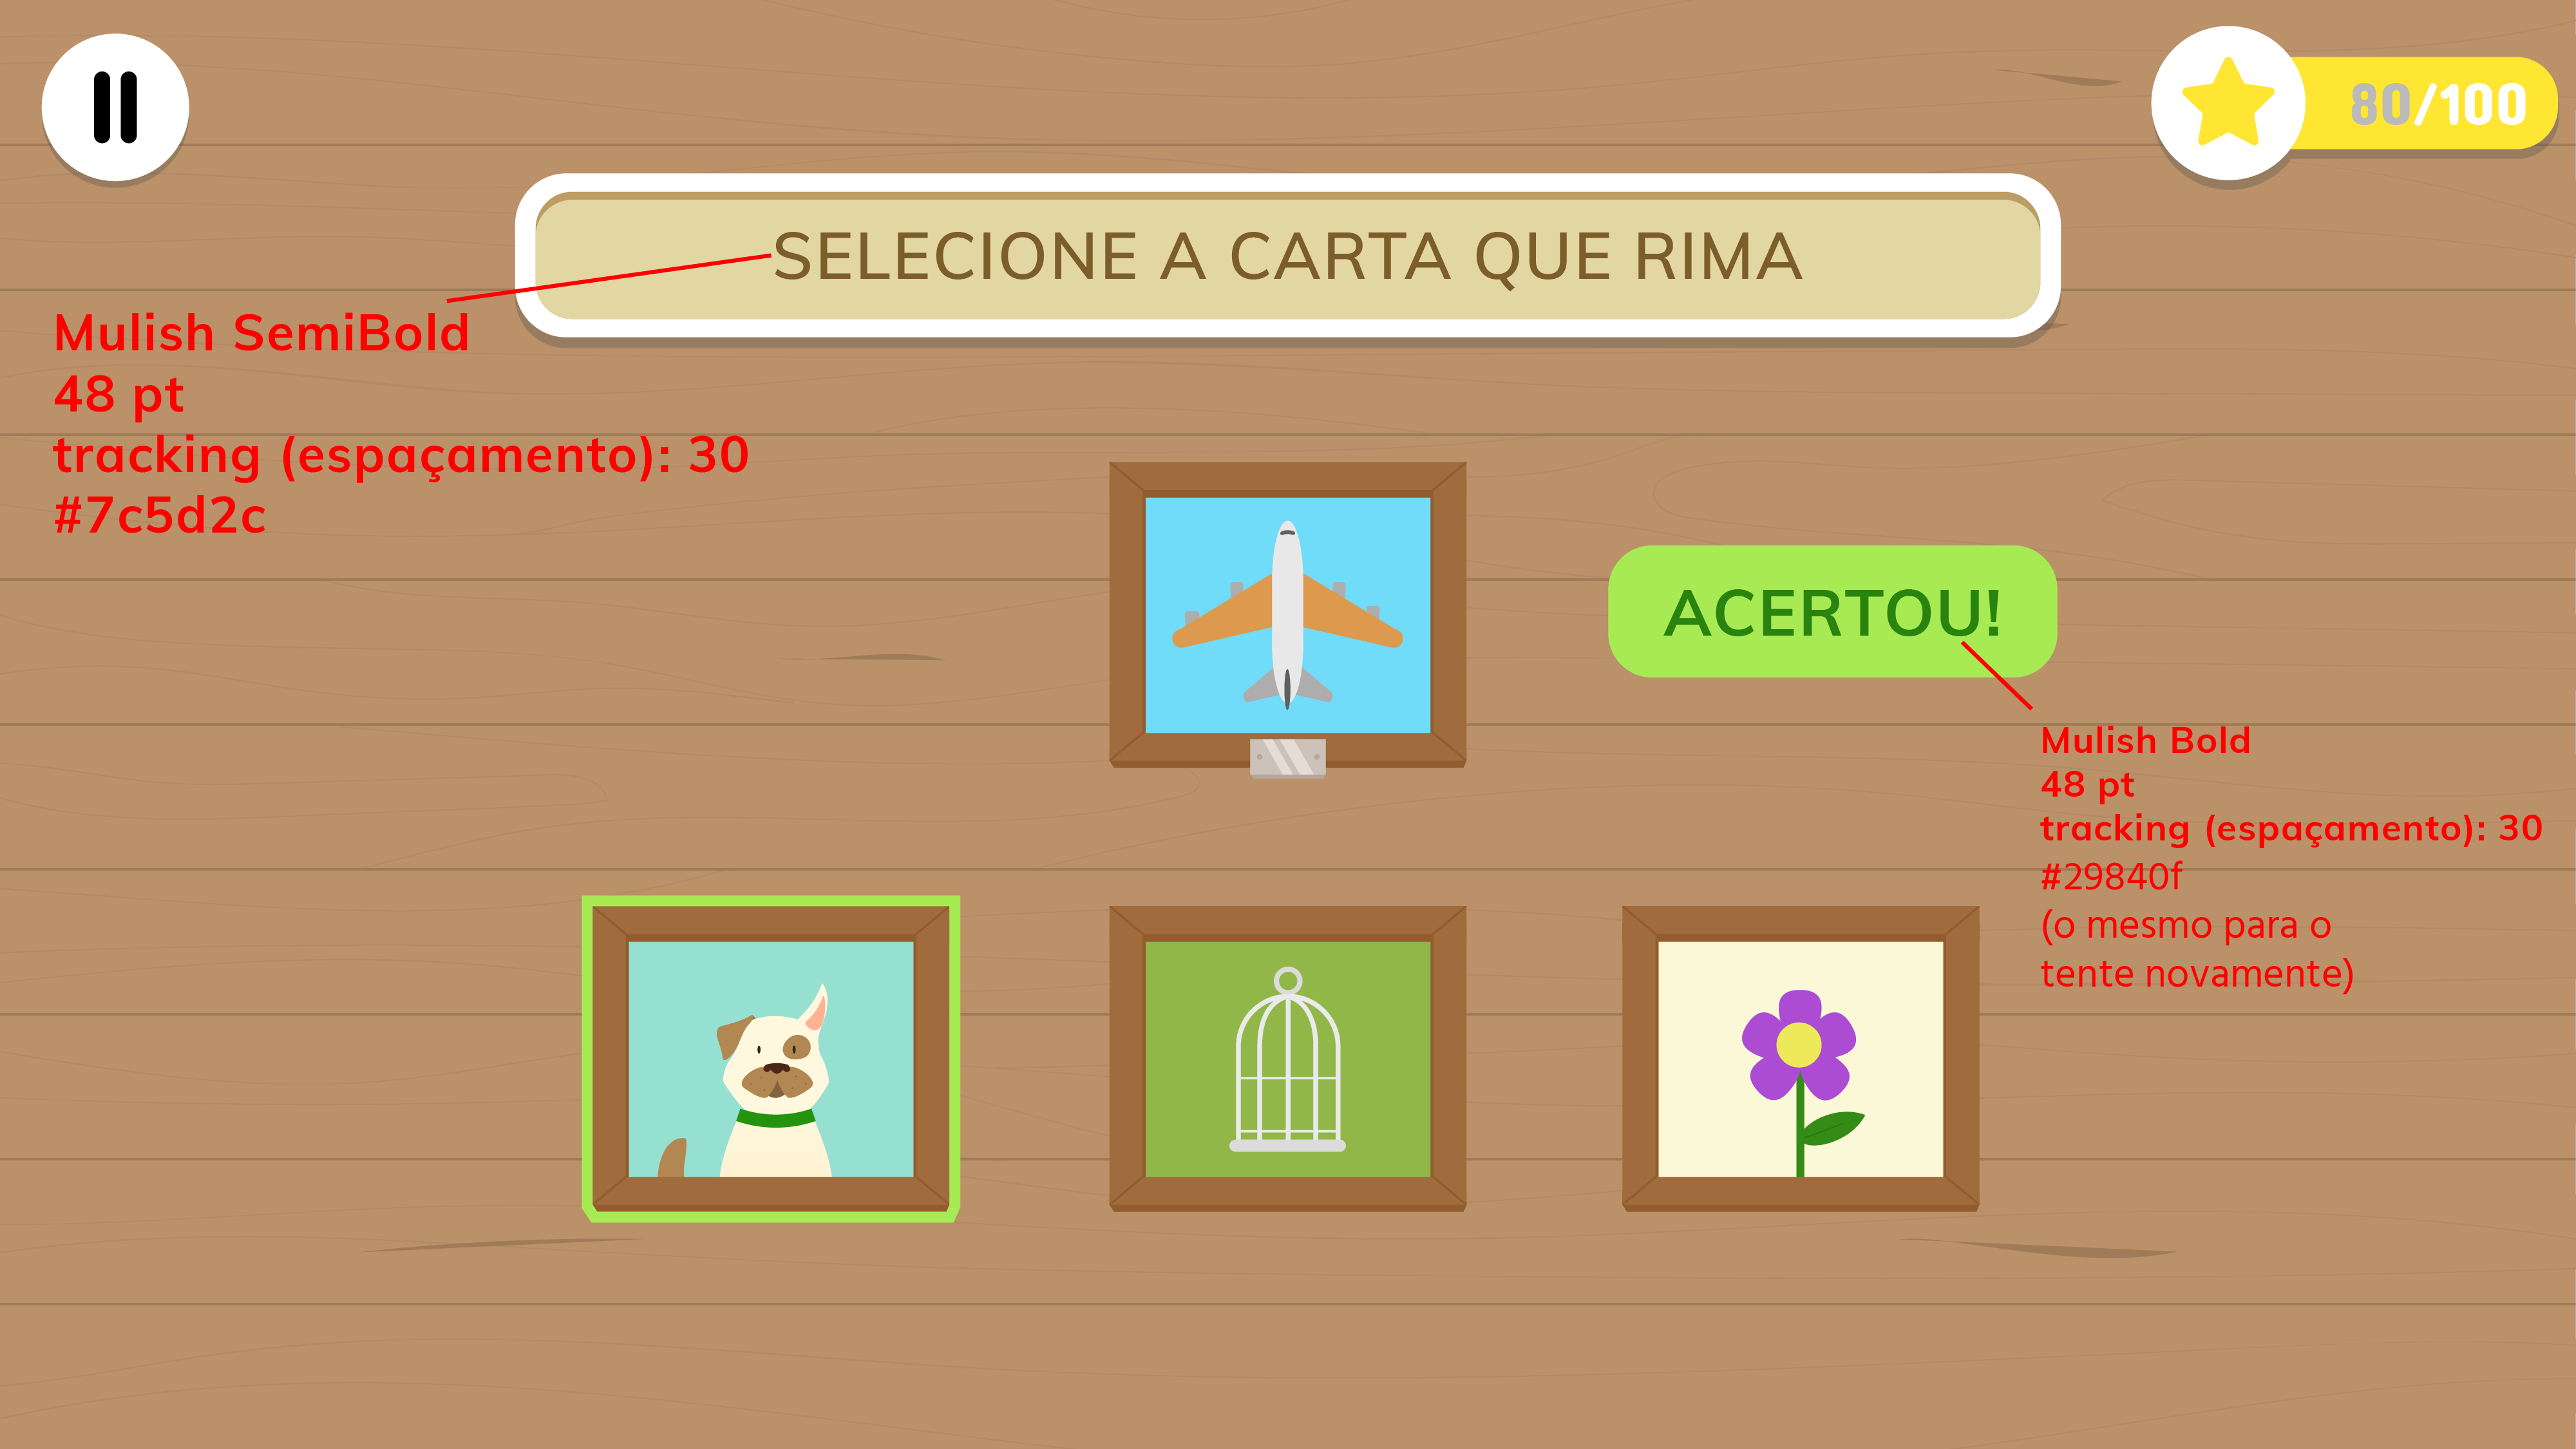 80/100
SELECIONE A CARTA QUE RIMA
Mulish SemiBold
48 pt
tracking (espaçamento): 30
#7c5d2c
ACERTOU!
Mulish Bold
48 pt
tracking (espaçamento): 30
#29840f
(o mesmo para o
tente novamente)